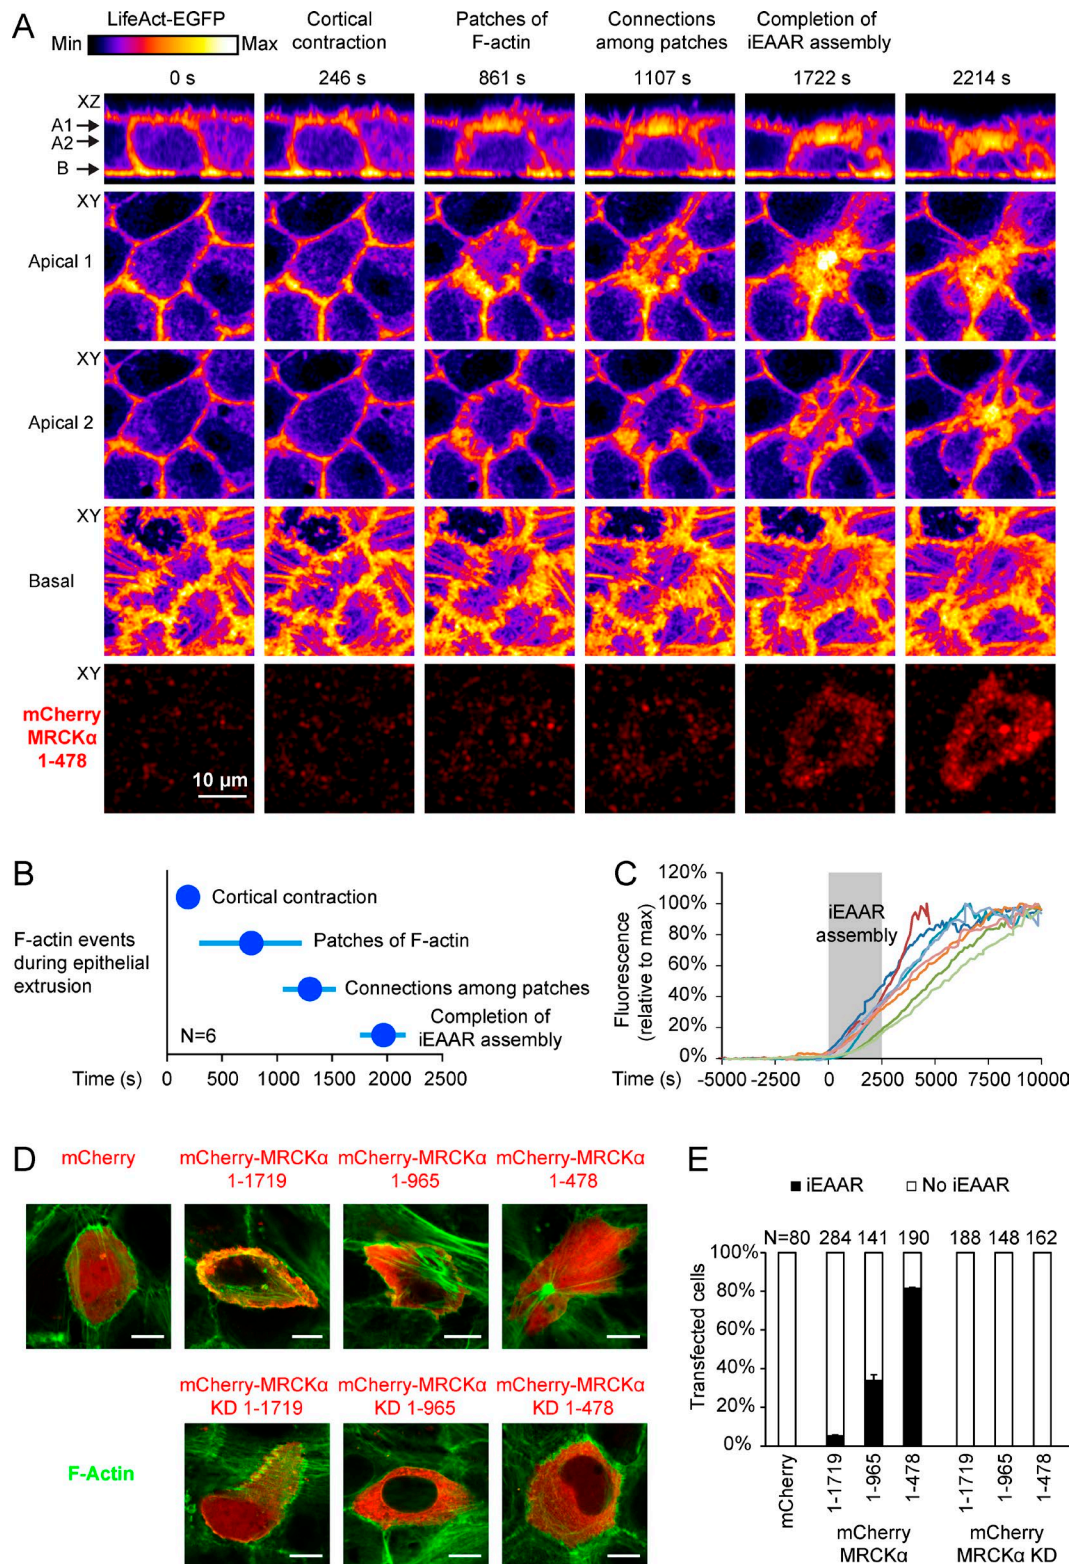 A
LifeAct-EGFP
Min Max
Cortical
contraction
Patches of
F-actin
Connections
among patches
Completion of
iEAAR assembly
0 s 246 s 861 s 1107 s 1722 s 2214 s
XZ
A1
A2
B
XY
Apical 1
XY
Apical 2
XY
Basal
XY
mCherry
MRCKα
1-478
10 µm
B
Cortical contraction
F-actin events
during epithelial
extrusion
Patches of F-actin
Connections among patches
Completion of
iEAAR assembly
N=6
Time (s) 0 500 1000 1500 2000 2500
C
Fluorescence
(relative to max)
120%
100%
80%
60%
40%
20%
0%
iEAAR
assembly
Time (s) -5000 -2500 0 2500 5000 7500 10000
D
mCherry
mCherry-MRCKα
1-1719
mCherry-MRCKα
1-965
mCherry-MRCKα
1-478
mCherry-MRCKα
KD 1-1719
mCherry-MRCKα
KD 1-965
mCherry-MRCKα
KD 1-478
F-Actin
E
iEAAR No iEAAR
N=80 284 141 190 188 148 162
Transfected cells
100%
80%
60%
40%
20%
0%
mCherry
1-1719
1-965
1-478
1-1719
1-965
1-478
mCherry
MRCKα
mCherry
MRCKα KD